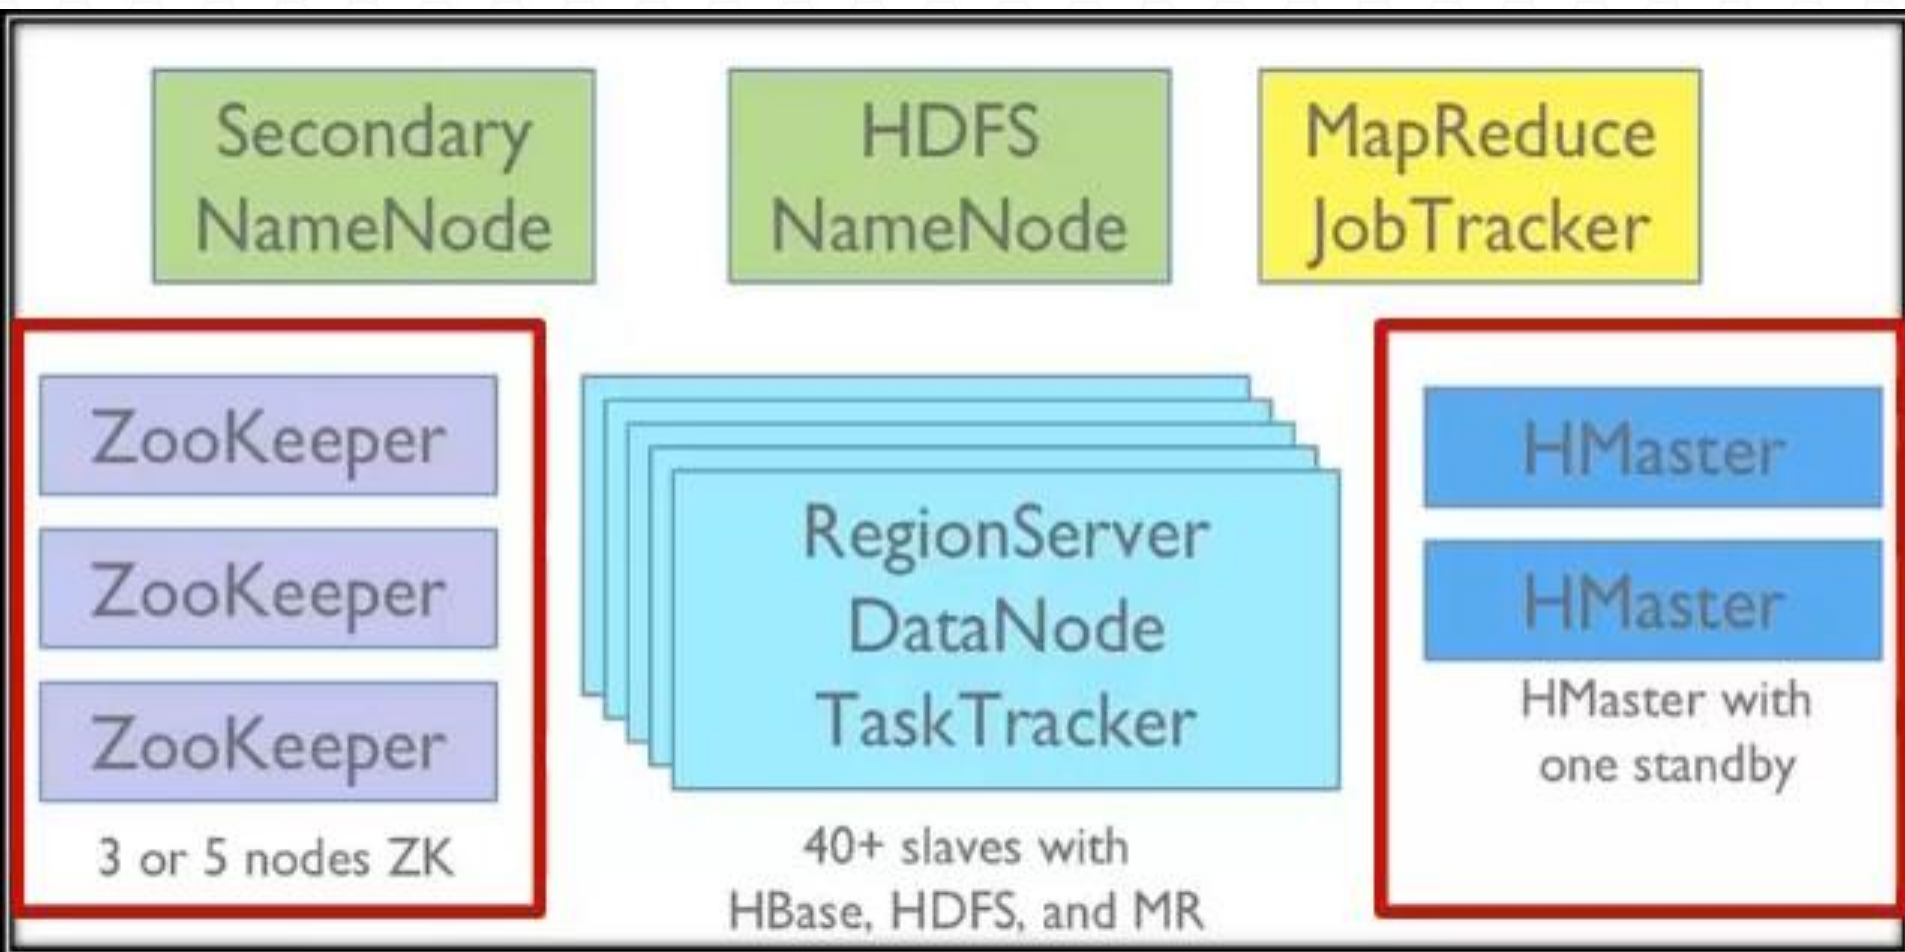 Secondary
NameNode
HDFS
NameNode
MapReduce
JobTracker
ZooKeeper
ZooKeeper
ZooKeeper
3 or 5 nodes ZK
RegionServer
DataNode
TaskTracker
40+ slaves with
HBase, HDFS, and MR
HMaster
HMaster
HMaster with
one standby